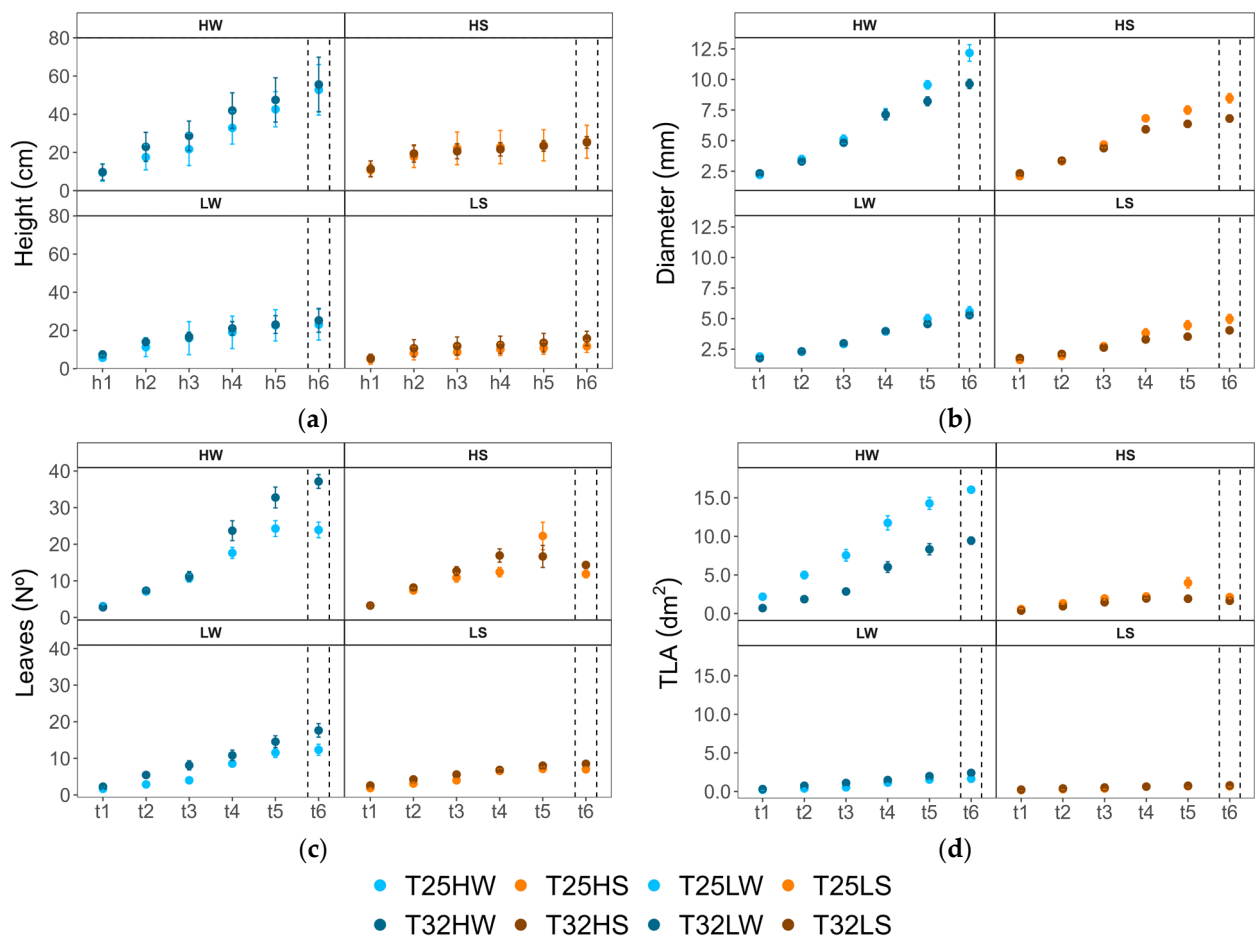 HW HS
80
60
40
20
0
LW LS
80
60
40
20
0
Height (cm)
h1 h2 h3 h4 h5 h6 h1 h2 h3 h4 h5 h6
(a)
HW HS
12.5
10.0
7.5
5.0
2.5
LW LS
12.5
10.0
7.5
5.0
2.5
Diameter (mm)
t1 t2 t3 t4 t5 t6 t1 t2 t3 t4 t5 t6
(b)
HW HS
40
30
20
10
0
LW LS
40
30
20
10
0
Leaves (Nº)
t1 t2 t3 t4 t5 t6 t1 t2 t3 t4 t5 t6
(c)
HW HS
15.0
10.0
5.0
0.0
LW LS
15.0
10.0
5.0
0.0
TLA (dm²)
t1 t2 t3 t4 t5 t6 t1 t2 t3 t4 t5 t6
(d)
T25HW T25HS T25LW T25LS
T32HW T32HS T32LW T32LS